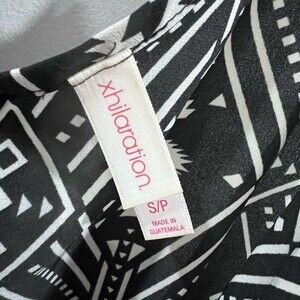 xhilaration.
S/P
MADE IN
GUATEMALA